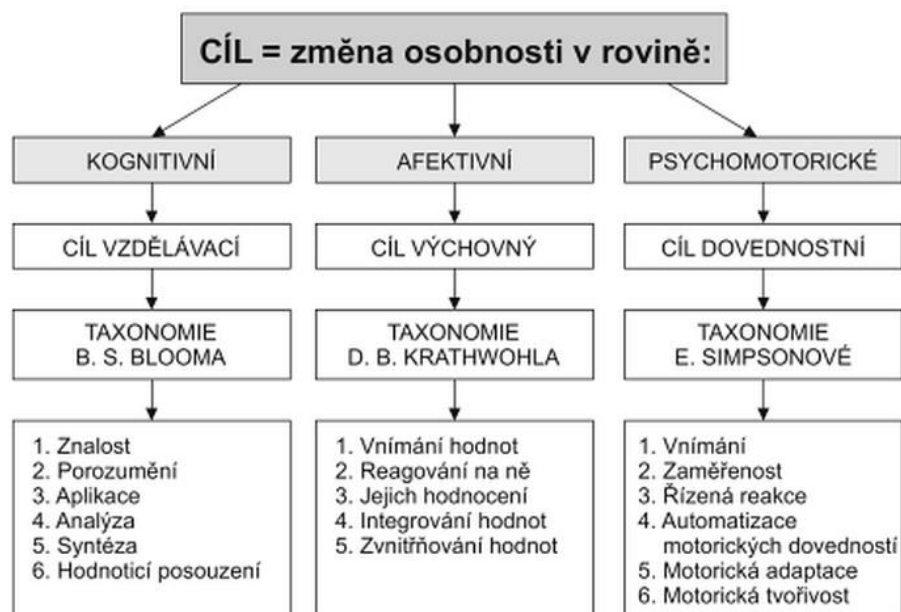 CÍL = změna osobnosti v rovině:
KOGNITIVNÍ
CÍL VZDĚLÁVACÍ
TAXONOMIE
B. S. BLOOMA
1. Znalost
2. Porozumění
3. Aplikace
4. Analýza
5. Syntéza
6. Hodnoticí posouzení
AFEKTIVNÍ
CÍL VÝCHOVNÝ
TAXONOMIE
D. B. KRATHWOHLA
1. Vnímání hodnot
2. Reagování na ně
3. Jejich hodnocení
4. Integrování hodnot
5. Zvnitřňování hodnot
PSYCHOMOTORICKÉ
CÍL DOVEDNOSTNÍ
TAXONOMIE
E. SIMPSONOVÉ
1. Vnímání
2. Zaměřenost
3. Řízená reakce
4. Automatizace
motorických dovedností
5. Motorická adaptace
6. Motorická tvořivost